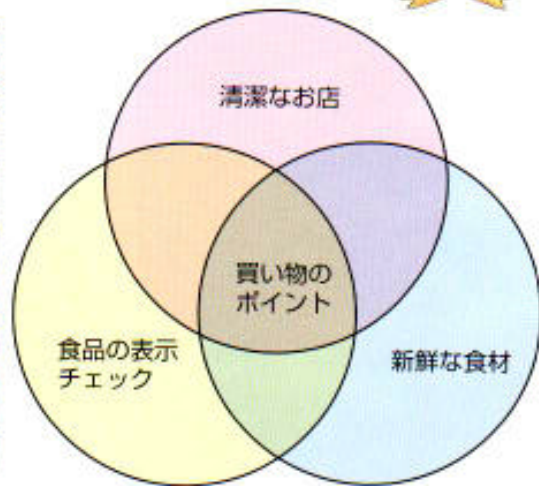 清潔なお店
買い物の
ポイント
食品の表示
チェック
新鮮な食材